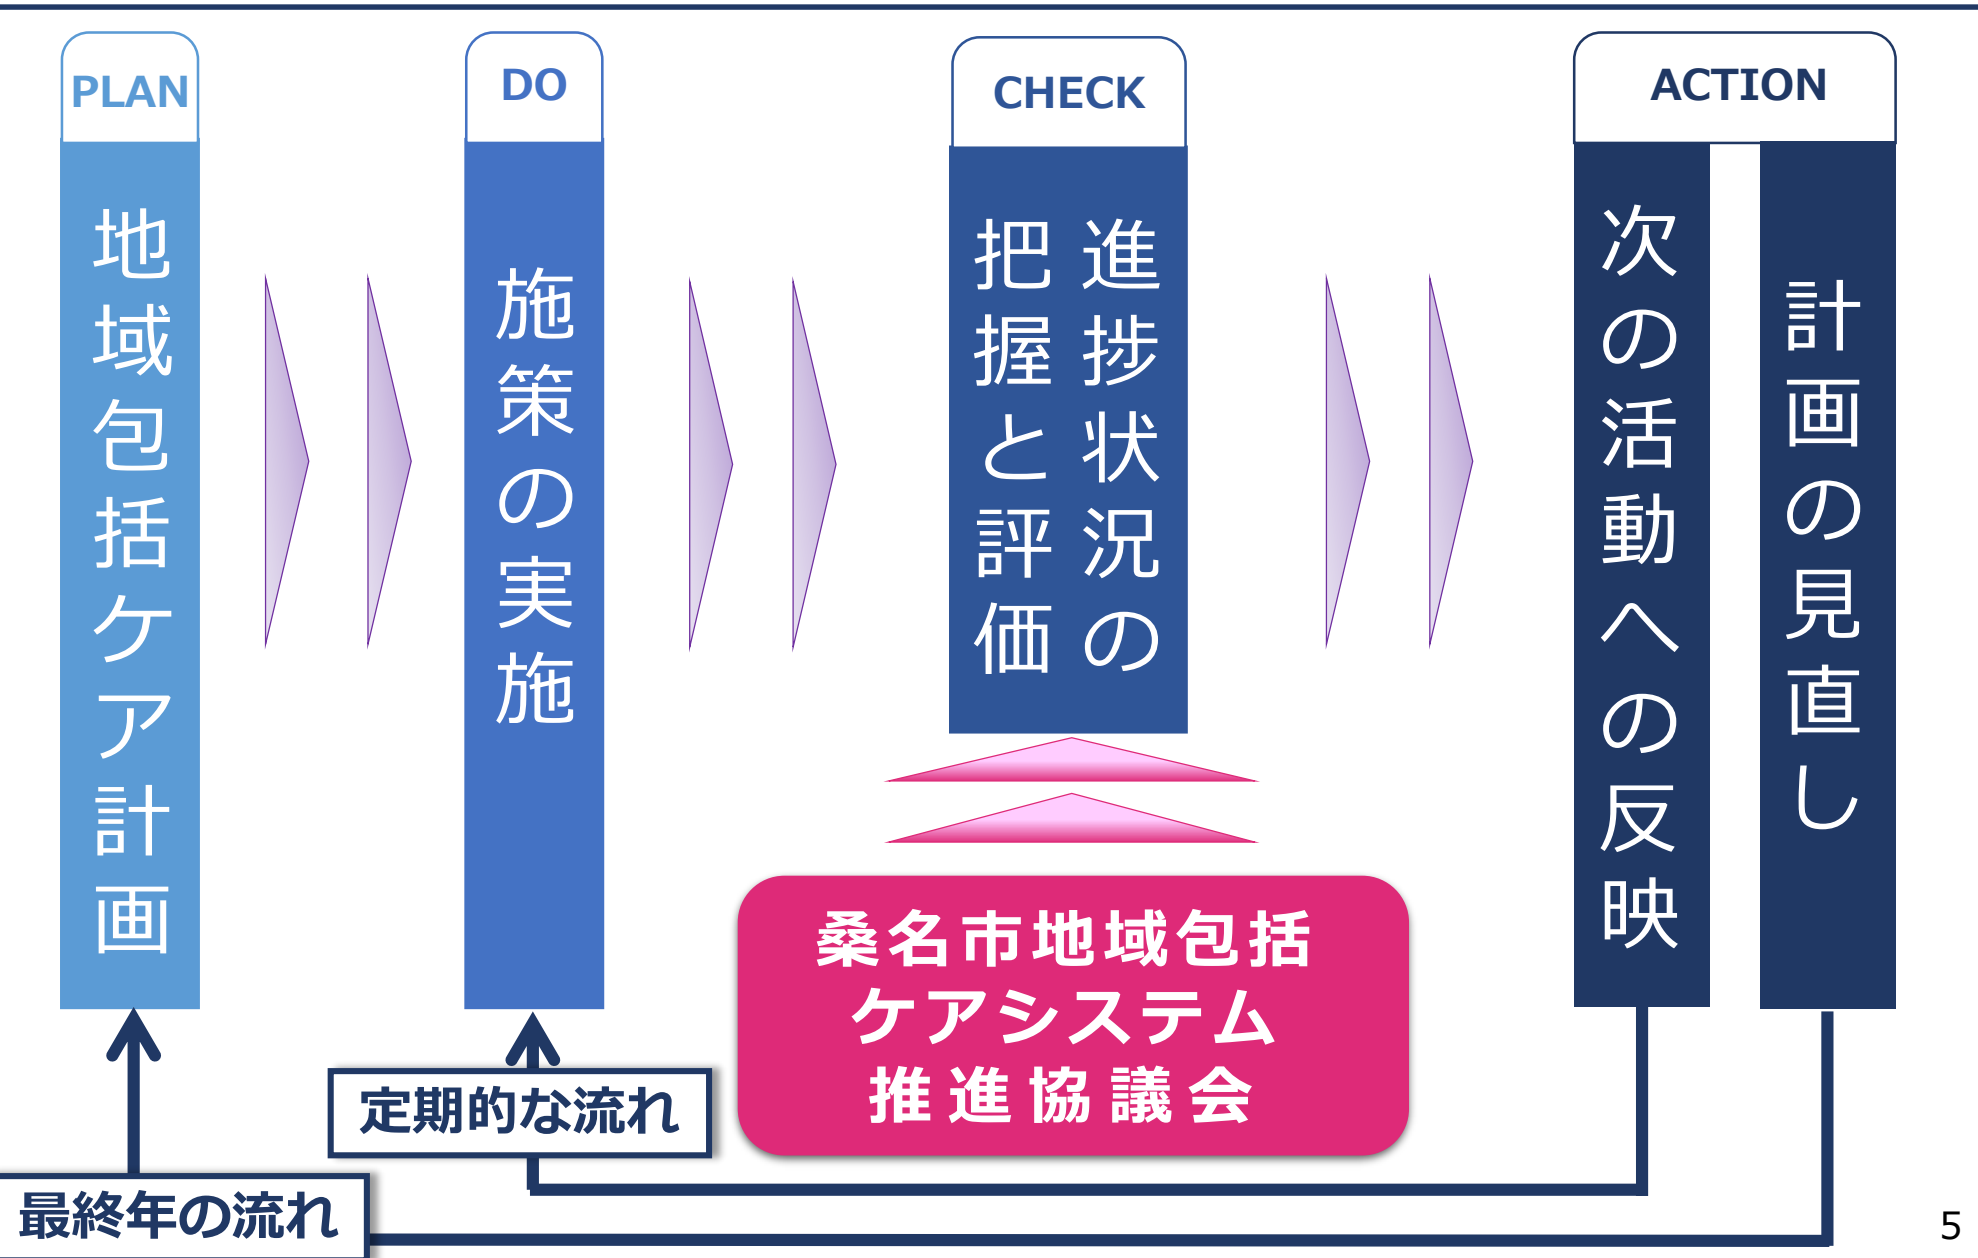 PLAN
地域包括ケア計画
DO
施策の実施
CHECK
進捗状況の
把握と評価
ACTION
次の活動への反映
計画の見直し
桑名市地域包括
ケアシステム
推進協議会
定期的な流れ
最終年の流れ
5